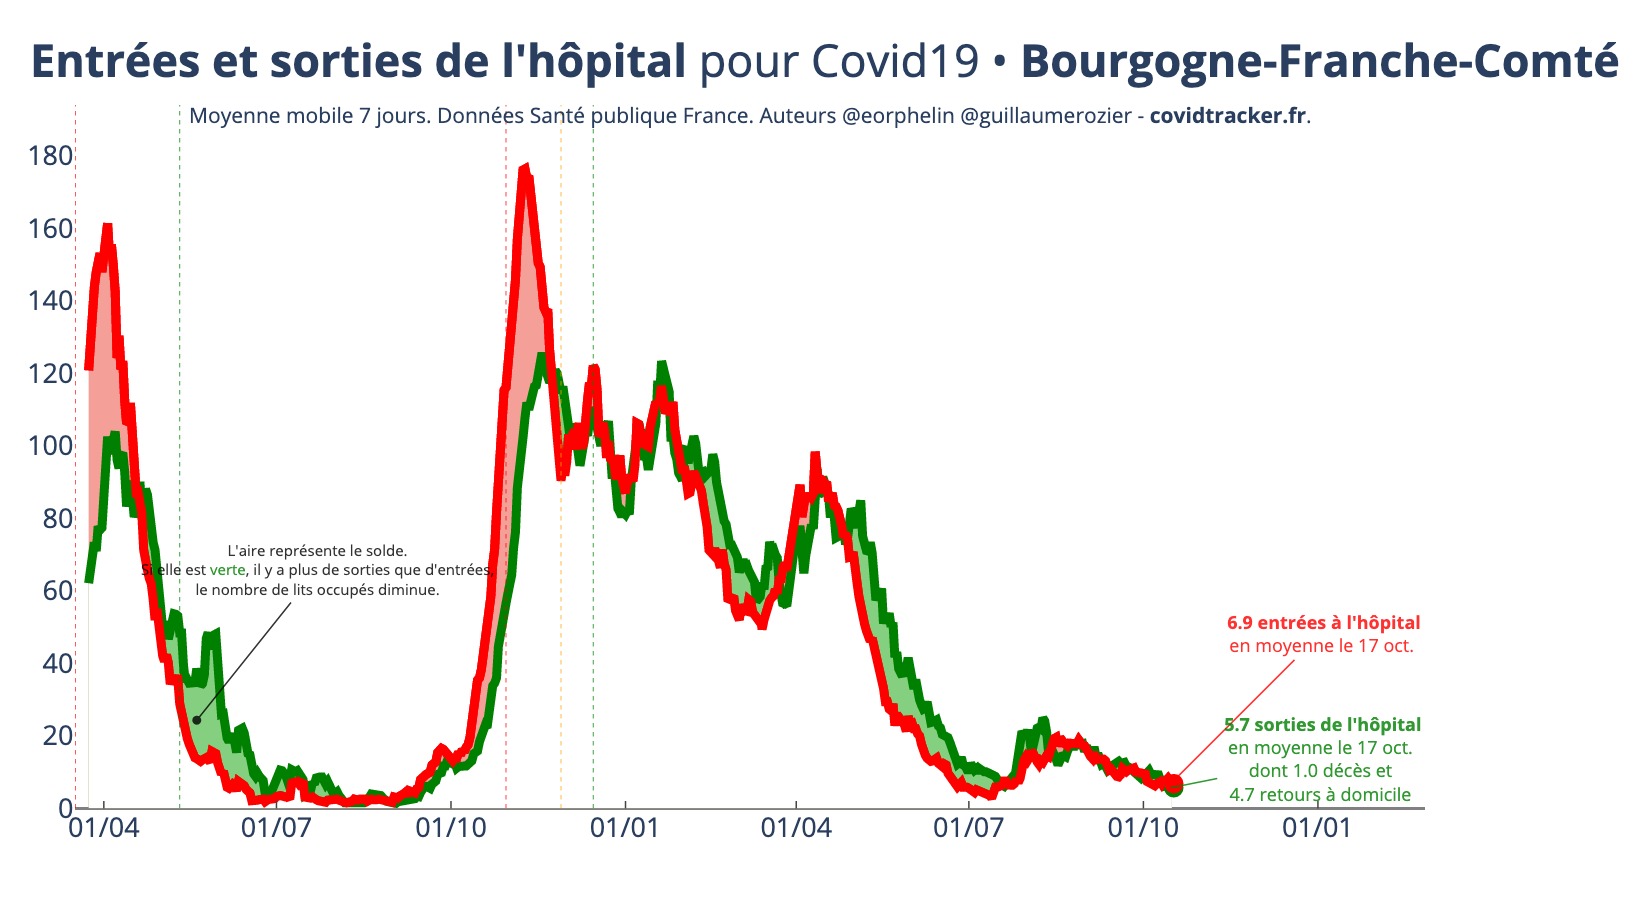 Entrées et sorties de l'hôpital pour Covid19 • Bourgogne-Franche-Comté
Moyenne mobile 7 jours. Données Santé publique France. Auteurs @eorphelin @guillaumerozier - covidtracker.fr.
180
160
140
120
100
80
60
40
20
0
L'aire représente le solde.
Si elle est verte, il y a plus de sorties que d'entrées,
le nombre de lits occupés diminue.
6.9 entrées à l'hôpital
en moyenne le 17 oct.
5.7 sorties de l'hôpital
en moyenne le 17 oct.
dont 1.0 décès et
4.7 retours à domicile
01/04 01/07 01/10 01/01 01/04 01/07 01/10 01/01